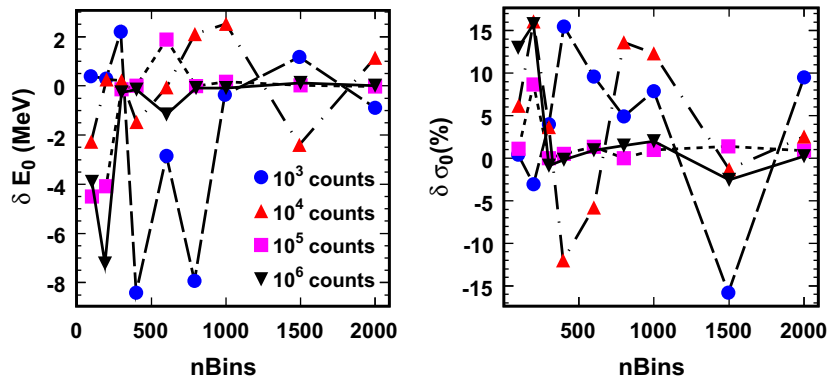 δ E₀ (MeV)
2
0
-2
-4
-6
-8
10³ counts
10⁴ counts
10⁵ counts
10⁶ counts
0 500 1000 1500 2000
nBins
δ σ₀(%)
15
10
5
0
-5
-10
-15
500 1000 1500 2000
nBins